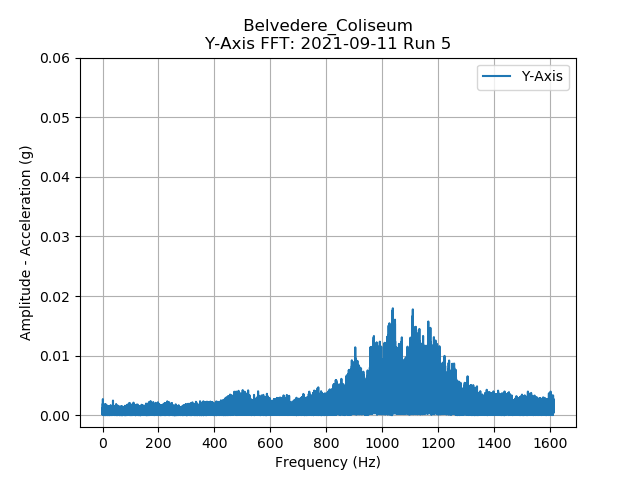 Belvedere_Coliseum
Y-Axis FFT: 2021-09-11 Run 5
Y-Axis
0.06
0.05
0.04
0.03
0.02
0.01
0.00
Amplitude - Acceleration (g)
0 200 400 600 800 1000 1200 1400 1600
Frequency (Hz)